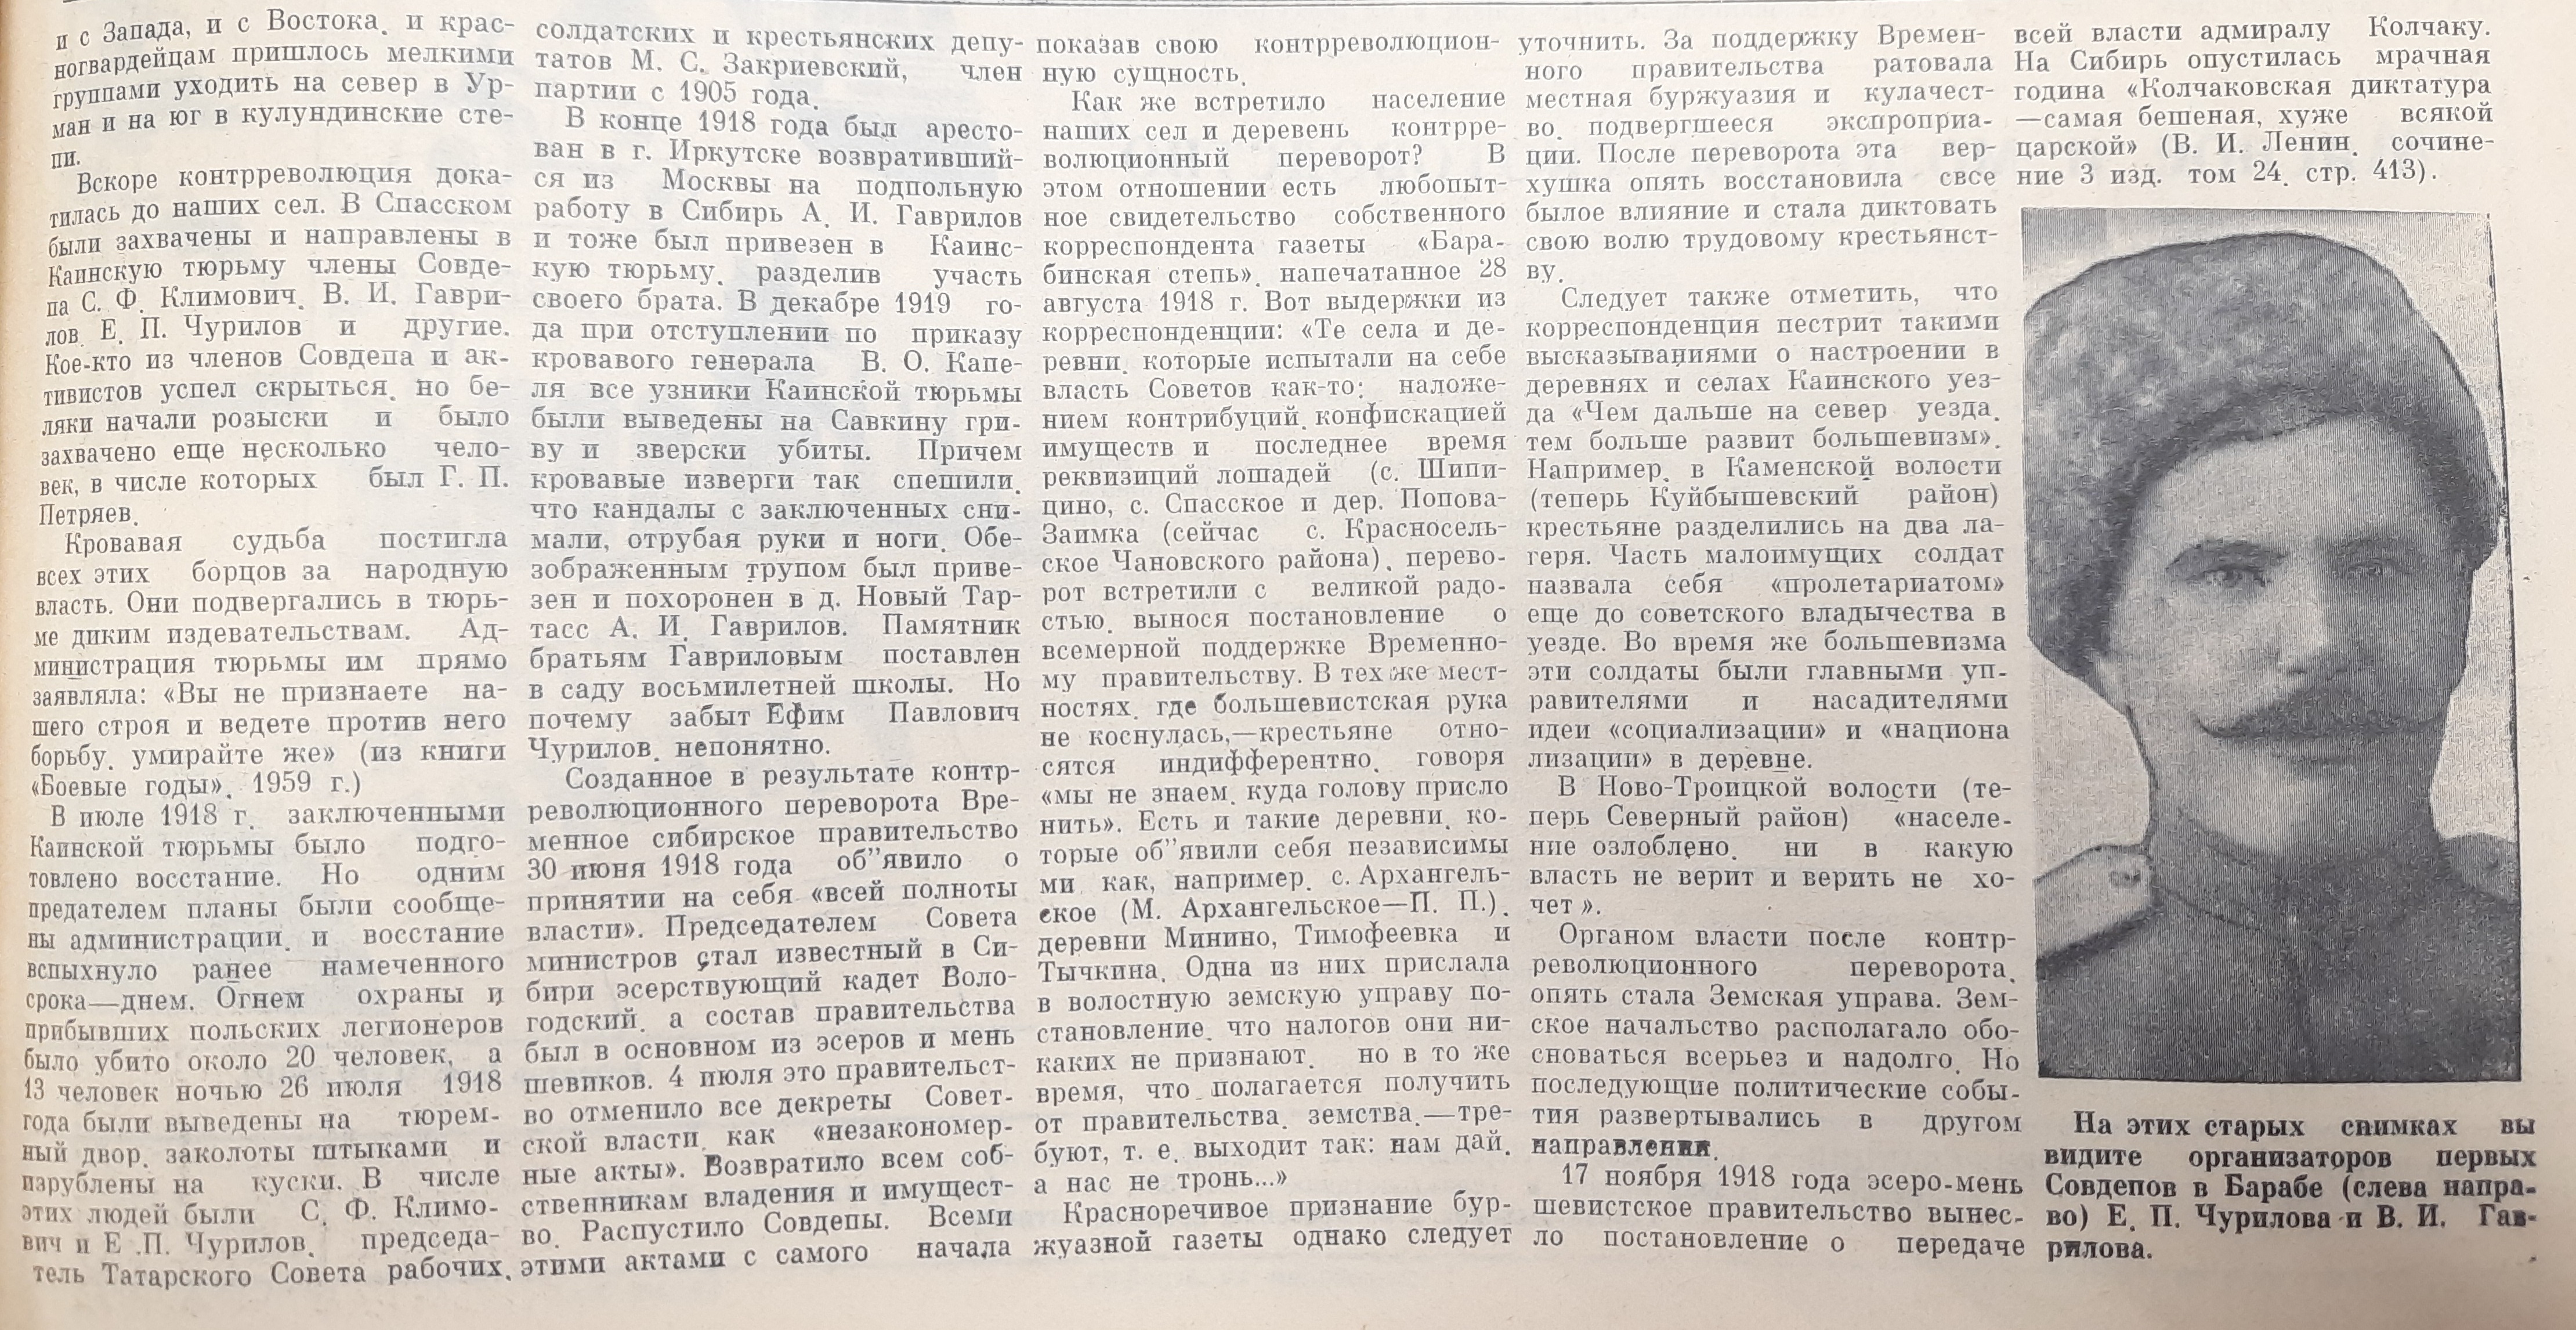 и с Запада, и с Востока. и крас-
ногвардейцам пришлось мелкими
группами уходить на север в Ур-
ман и на юг в кулундинские сте-
пи.
Вскоре контрреволюция дока-
тилась до наших сел. В Спасском
были захвачены и направлены в
Каинскую тюрьму члены Совде-
па С. Ф. Климович. В. И. Гаври-
лов. Е. П. Чурилов и другие.
Кое-кто из членов Совдепа и ак-
тивистов успел скрыться. но бе-
ляки начали розыски и было
захвачено еще несколько чело-
век, в числе которых был Г. П.
Петряев.
Кровавая судьба постигла
всех этих борцов за народную
власть. Они подвергались в тюрь-
ме диким издевательствам. Ад-
министрация тюрьмы им прямо
заявляла: «Вы не признаете на-
шего строя и ведете против него
борьбу. умирайте же» (из книги
«Боевые годы». 1959 г.)
В июле 1918 г. заключенными
Каинской тюрьмы было подго-
товлено восстание. Но одним
предателем планы были сообще-
ны администрации. и восстание
вспыхнуло ранее намеченного
срока—днем. Огнем охраны и
прибывших польских легионеров
было убито около 20 человек, а
13 человек ночью 26 июля 1918
года были выведены на тюрем-
ный двор. заколоты штыками и
изрублены на куски. В числе
этих людей были С. Ф. Климо-
вич и Е .П. Чурилов. председа-
тель Татарского Совета рабочих.
солдатских и крестьянских депу-
татов М. С. Закриевский, член
партии с 1905 года.
В конце 1918 года был аресто-
ван в г. Иркутске возвративший-
ся из Москвы на подпольную
работу в Сибирь А. И. Гаврилов
и тоже был привезен в Каинс-
кую тюрьму. разделив участь
своего брата. В декабре 1919 го-
да при отступлении по приказу
кровавого генерала В. О. Капе-
ля все узники Каинской тюрьмы
были выведены на Савкину гри-
ву и зверски убиты. Причем
кровавые изверги так спешили.
что кандалы с заключенных сни-
мали, отрубая руки и ноги. Обе-
зображенным трупом был приве-
зен и похоронен в д. Новый Тар-
тасс А. И. Гаврилов. Памятник
братьям Гавриловым поставлен
в саду восьмилетней школы. Но
почему забыт Ефим Павлович
Чурилов. непонятно.
Созданное в результате контр-
революционного переворота Вре-
менное сибирское правительство
30 июня 1918 года об"явило о
принятии на себя «всей полноты
власти». Председателем Совета
министров стал известный в Си-
бири эсерствующий кадет Воло-
годский. а состав правительства
был в основном из эсеров и мень
шевиков. 4 июля это правительст-
во отменило все декреты Совет-
ской власти. как «незакономер-
ные акты». Возвратило всем соб-
ственникам владения и имущест-
во. Распустило Совдепы. Всеми
этими актами с самого начала
показав свою контрреволюцион-
ную сущность.
Как же встретило население
наших сел и деревень контрре-
волюционный переворот? В
этом отношении есть любопыт-
ное свидетельство собственного
корреспондента газеты «Бара-
бинская степь». напечатанное 28
августа 1918 г. Вот выдержки из
корреспонденции: «Те села и де-
ревни. которые испытали на себе
власть Советов как-то: наложе-
нием контрибуций. конфискацией
имуществ и последнее время
реквизиций лошадей (с. Шипи-
цино, с. Спасское и дер. Попова-
Заимка (сейчас с. Красносель-
ское Чановского района). перево-
рот встретили с великой радо-
стью. вынося постановление о
всемерной поддержке Временно-
му правительству. В тех же мест-
ностях. где большевистская рука
не коснулась,—крестьяне отно-
сятся индифферентно. говоря
«мы не знаем. куда голову присло
нить». Есть и такие деревни. ко-
торые об"явили себя независимы
ми как, например. с. Архангель-
ское (М. Архангельское—П. П.).
деревни Минино, Тимофеевка и
Тычкина. Одна из них прислала
в волостную земскую управу по-
становление. что налогов они ни-
каких не признают. но в то же
время, что полагается получить
от правительства. земства.—тре-
буют, т. е. выходит так: нам дай.
а нас не тронь...»
Красноречивое признание бур-
жуазной газеты однако следует
уточнить. За поддержку Времен-
ного правительства ратовала
местная буржуазия и кулачест-
во. подвергшееся экспроприа-
ции. После переворота эта вер-
хушка опять восстановила свсе
былое влияние и стала диктовать
свою волю трудовому крестьянст-
ву.
Следует также отметить, что
корреспонденция пестрит такими
высказываниями о настроении в
деревнях и селах Каинского уез-
да «Чем дальше на север уезда.
тем больше развит большевизм».
Например. в Каменской волости
(теперь Куйбышевский район)
крестьяне разделились на два ла-
геря. Часть малоимущих солдат
назвала себя «пролетариатом»
еще до советского владычества в
уезде. Во время же большевизма
эти солдаты были главными уп-
равителями и насадителями
идеи «социализации» и «национа
лизации» в деревне.
В Ново-Троицкой волости (те-
перь Северный район) «населе-
ние озлоблено. ни в какую
власть не верит и верить не хо-
чет ».
Органом власти после контр-
революционного переворота.
опять стала Земская управа. Зем-
ское начальство располагало обо-
сноваться всерьез и надолго. Но
последующие политические собы-
тия развертывались в другом
направлении.
17 ноября 1918 года эсеро-мень
шевистское правительство вынес-
ло постановление о передаче
всей власти адмиралу Колчаку.
На Сибирь опустилась мрачная
година «Колчаковская диктатура
—самая бешеная, хуже всякой
царской» (В. И. Ленин. сочине-
ние 3 изд. том 24. стр. 413).
На этих старых снимках вы
видите организаторов первых
Совдепов в Барабе (слева напра-
во) Е. П. Чурилова и В. И. Гав-
рилова.